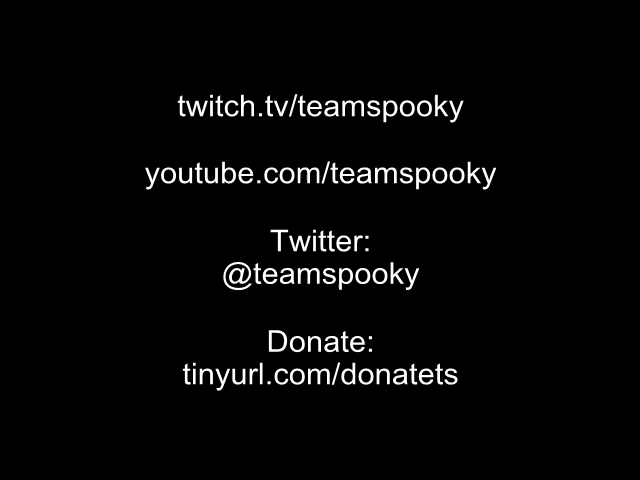 twitch.tv/teamspooky
youtube.com/teamspooky
Twitter:
@teamspooky
Donate:
tinyurl.com/donatets